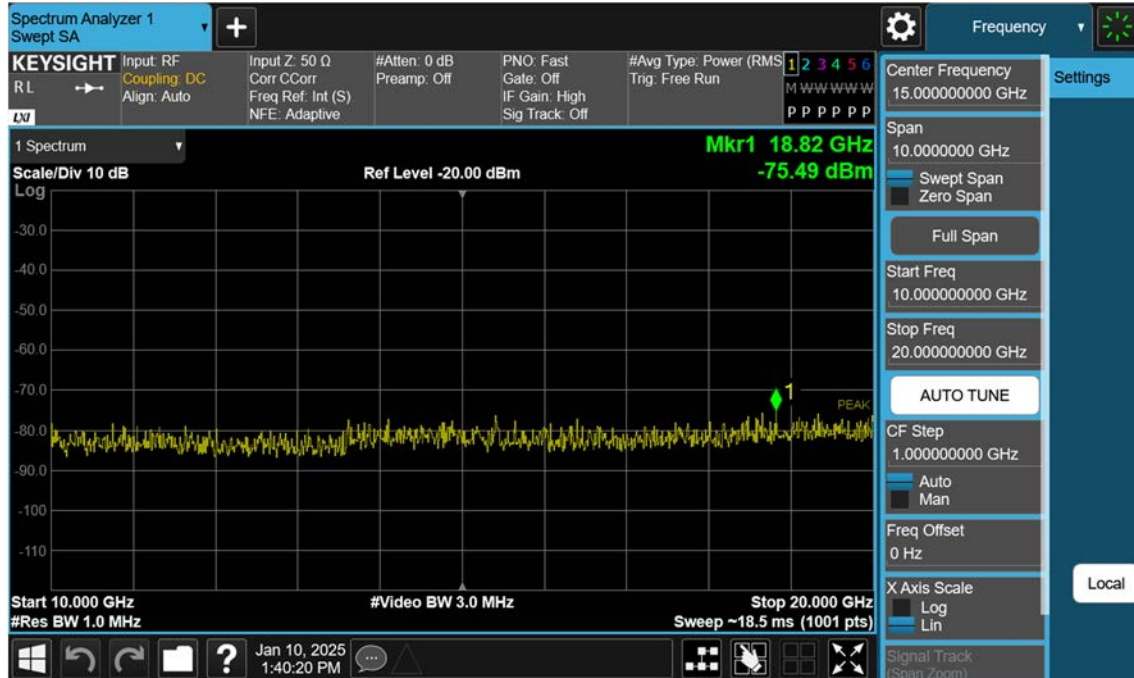 Spectrum Analyzer 1
Swept SA
+
Frequency
KEYSIGHT
RL
LXI
Input: RF
Coupling: DC
Align: Auto
Input Z: 50 Ω
Corr CCorr
Freq Ref: Int (S)
NFE: Adaptive
#Atten: 0 dB
Preamp: Off
PNO: Fast
Gate: Off
IF Gain: High
Sig Track: Off
#Avg Type: Power (RMS
Trig: Free Run
1 2 3 4 5 6
M W W W W W
P P P P P P
1 Spectrum
Mkr1 18.82 GHz
-75.49 dBm
Scale/Div 10 dB
Ref Level -20.00 dBm
Log
-30.0
-40.0
-50.0
-60.0
-70.0
-80.0
-90.0
-100
-110
1
PEAK
Start 10.000 GHz
#Video BW 3.0 MHz
Stop 20.000 GHz
#Res BW 1.0 MHz
Sweep ~18.5 ms (1001 pts)
?
Jan 10, 2025
1:40:20 PM
Center Frequency
15.000000000 GHz
Settings
Span
10.0000000 GHz
Swept Span
Zero Span
Full Span
Start Freq
10.000000000 GHz
Stop Freq
20.000000000 GHz
AUTO TUNE
CF Step
1.000000000 GHz
Auto
Man
Freq Offset
0 Hz
X Axis Scale
Log
Lin
Local
Signal Track
(Span Zoom)